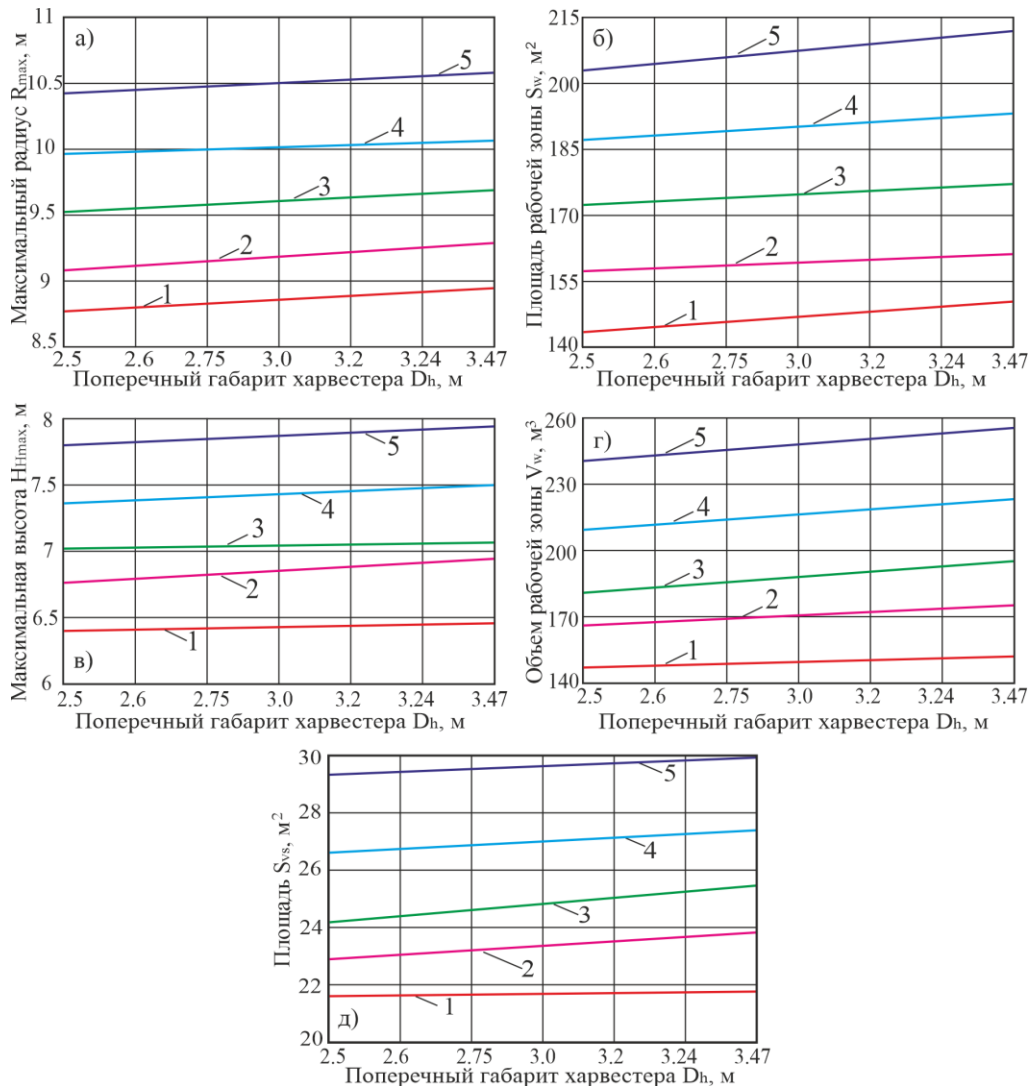 а)
Максимальный радиус Rmax, м
11
10.5
10
9.5
9
8.5
5
4
3
2
1
2.5 2.6 2.75 3.0 3.2 3.24 3.47
Поперечный габарит харвестера Dh, м
б)
Площадь рабочей зоны Sw, м2
215
200
185
170
155
140
5
4
3
2
1
2.5 2.6 2.75 3.0 3.2 3.24 3.47
Поперечный габарит харвестера Dh, м
в)
Максимальная высота HHmax, м
8
7.5
7
6.5
6
5
4
3
2
1
2.5 2.6 2.75 3.0 3.2 3.24 3.47
Поперечный габарит харвестера Dh, м
г)
Объем рабочей зоны Vw, м3
260
230
200
170
140
5
4
3
2
1
2.5 2.6 2.75 3.0 3.2 3.24 3.47
Поперечный габарит харвестера Dh, м
д)
Площадь Svs, м2
30
28
26
24
22
20
5
4
3
2
1
2.5 2.6 2.75 3.0 3.2 3.24 3.47
Поперечный габарит харвестера Dh, м